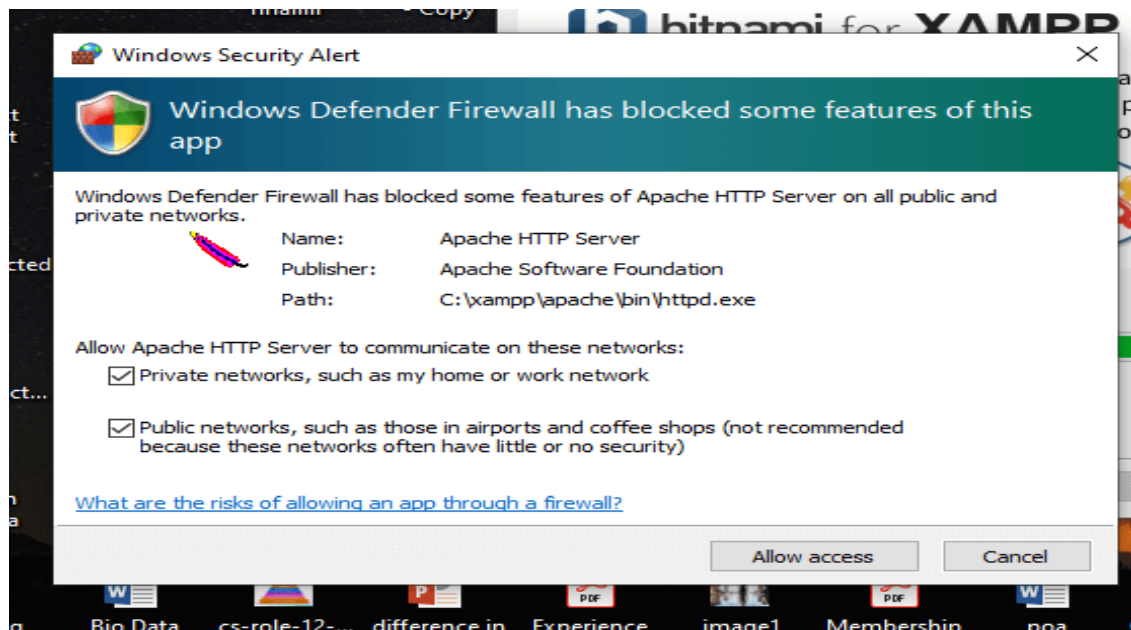 - Copy
bitnami for XAMPP
Windows Security Alert
Windows Defender Firewall has blocked some features of this
app
Windows Defender Firewall has blocked some features of Apache HTTP Server on all public and
private networks.
Name: Apache HTTP Server
Publisher: Apache Software Foundation
Path: C:\xampp\apache\bin\httpd.exe
Allow Apache HTTP Server to communicate on these networks:
Private networks, such as my home or work network
Public networks, such as those in airports and coffee shops (not recommended
because these networks often have little or no security)
What are the risks of allowing an app through a firewall?
Allow access Cancel
Bio Data cs-role-12-... difference in Experience image1 Membership noa